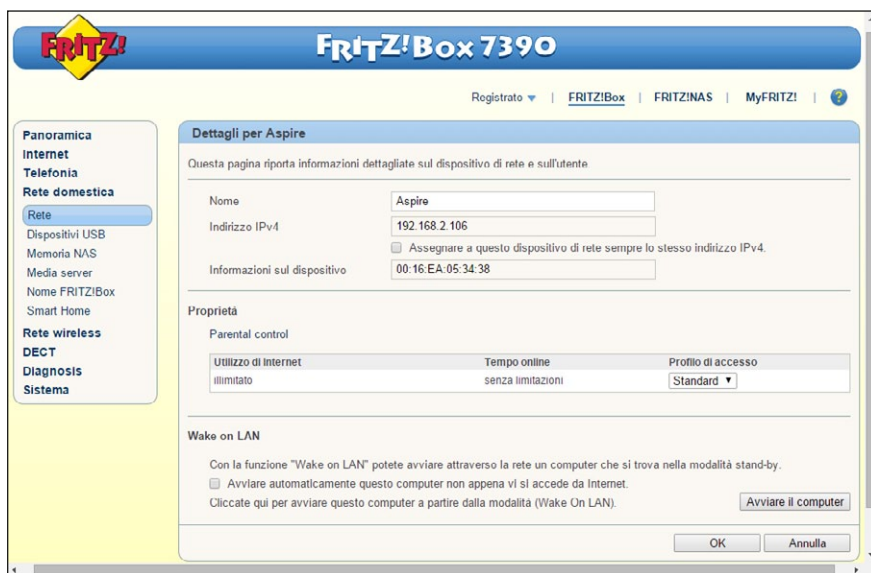 FRITZ!
FRITZ!Box 7390
Registrato | FRITZ!Box | FRITZ!NAS | MyFRITZ! | ?
Panoramica
Internet
Telefonia
Rete domestica
Rete
Dispositivi USB
Memoria NAS
Media server
Nome FRITZ!Box
Smart Home
Rete wireless
DECT
Diagnosis
Sistema
Dettagli per Aspire
Questa pagina riporta informazioni dettagliate sul dispositivo di rete e sull'utente
Nome Aspire
Indirizzo IPv4 192.168.2.106
Assegnare a questo dispositivo di rete sempre lo stesso indirizzo IPv4.
Informazioni sul dispositivo 00:16:EA:05:34:38
Proprietà
Parental control
Utilizzo di Internet Tempo online Profilo di accesso
illimitato senza limitazioni Standard
Wake on LAN
Con la funzione "Wake on LAN" potete avviare attraverso la rete un computer che si trova nella modalità stand-by.
Avviare automaticamente questo computer non appena vi si accede da Internet.
Cliccate qui per avviare questo computer a partire dalla modalità (Wake On LAN). Avviare il computer
OK Annulla